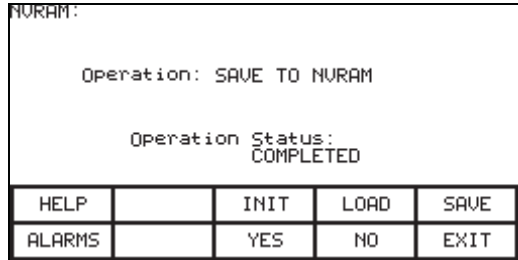 NVRAM:
Operation: SAVE TO NVRAM
Operation Status:
COMPLETED
HELP INIT LOAD SAVE
ALARMS YES NO EXIT